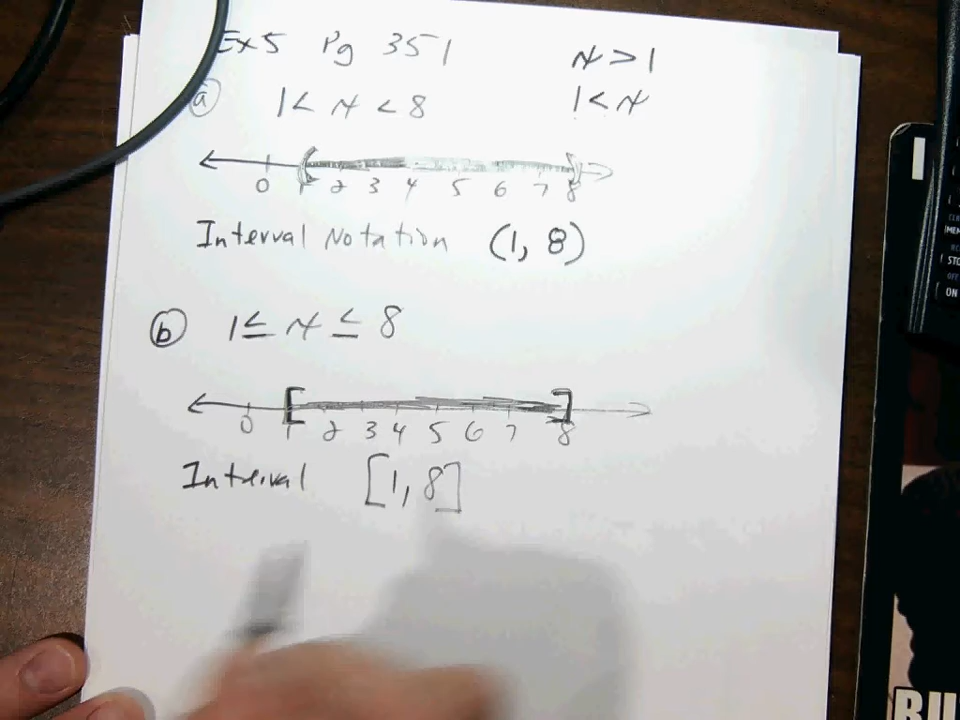 Ex5 Pg 351
x > 1
ⓐ 1 < x < 8
1 < x
0 1 2 3 4 5 6 7 8
Interval Notation (1, 8)
ⓑ 1 ≤ x ≤ 8
0 1 2 3 4 5 6 7 8
Interval [1, 8]
ON